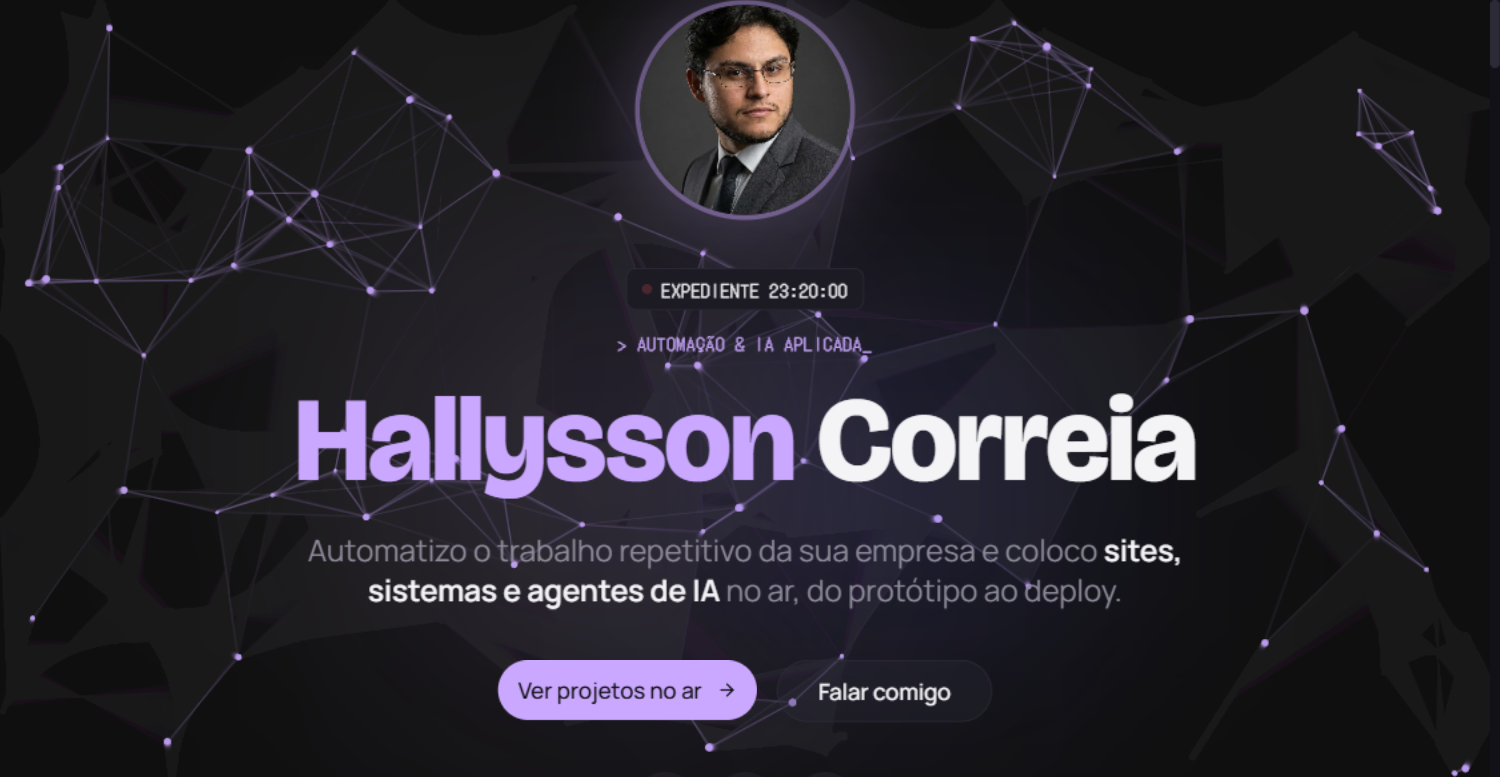 EXPEDIENTE 23:20:00
> AUTOMAÇÃO & IA APLICADA_
Hallysson Correia
Automatizo o trabalho repetitivo da sua empresa e coloco sites,
sistemas e agentes de IA no ar, do protótipo ao deploy.
Ver projetos no ar →
Falar comigo